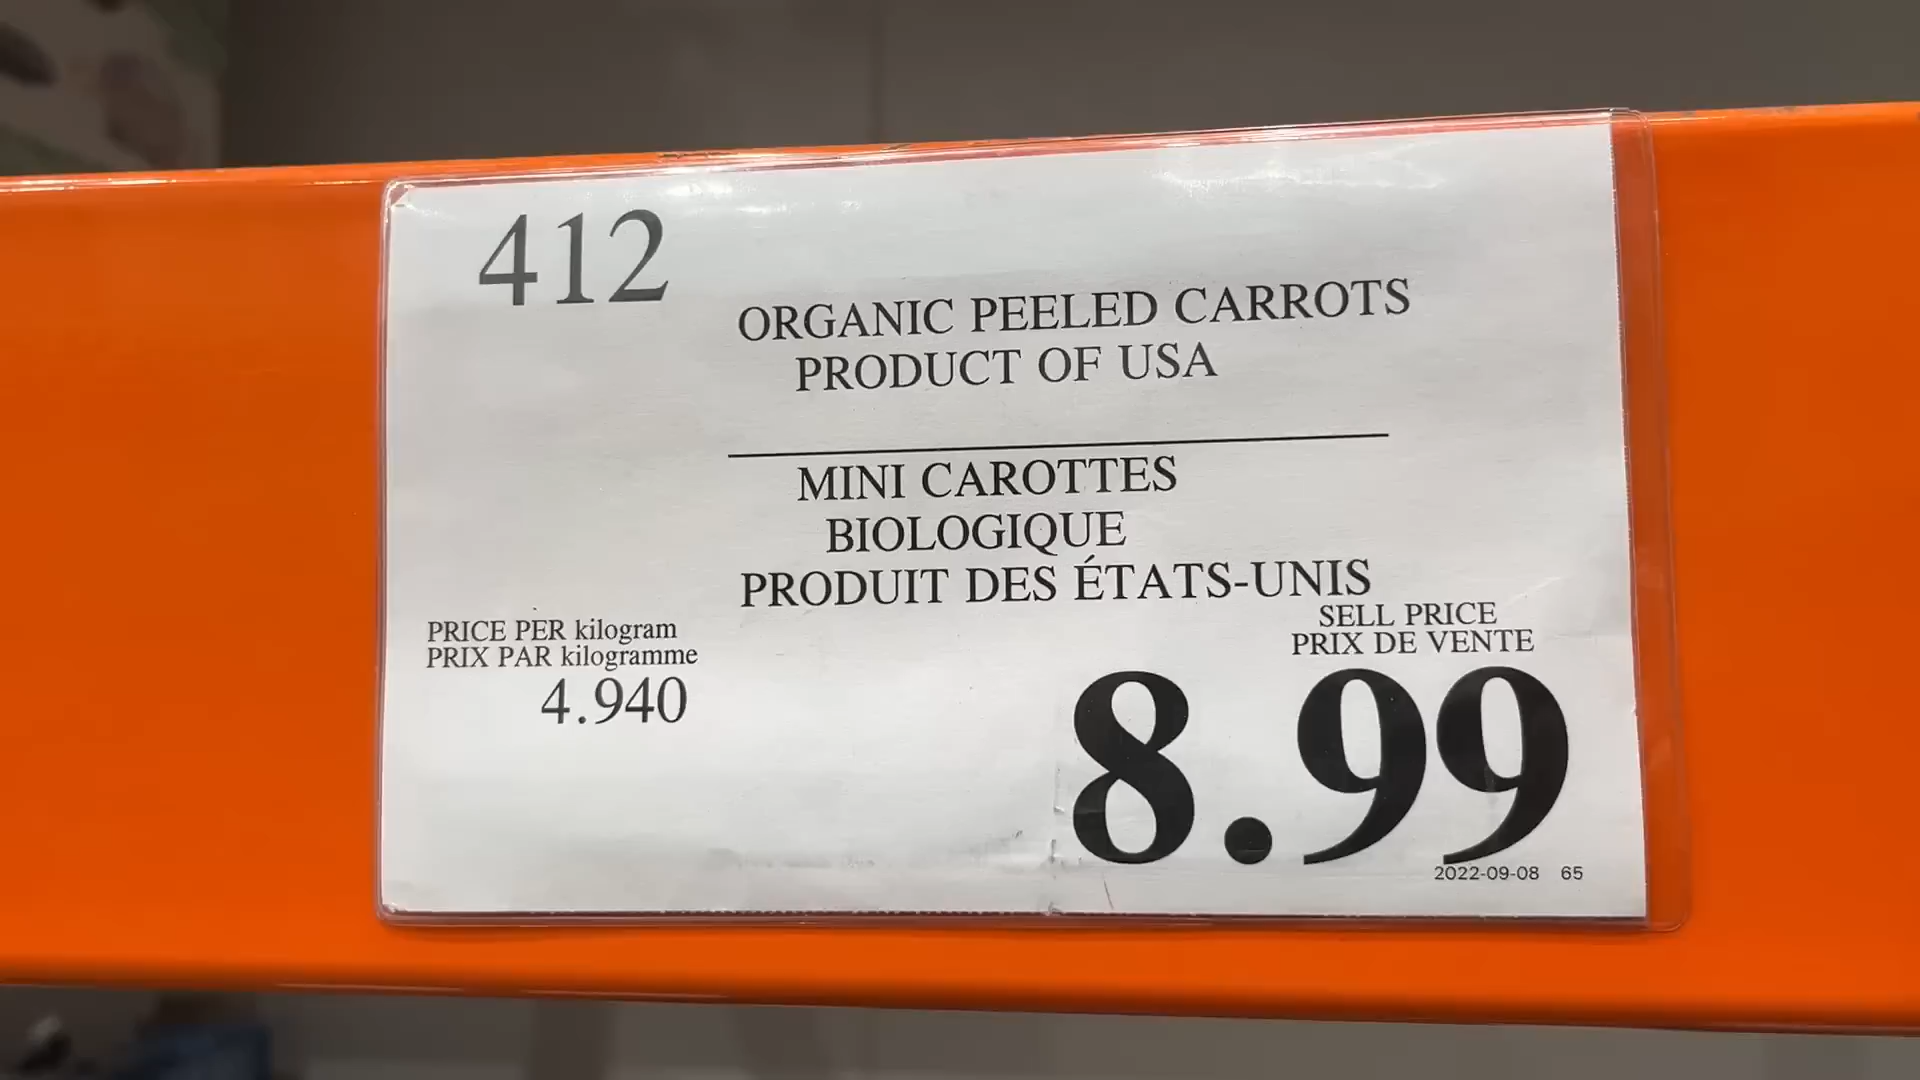 412
ORGANIC PEELED CARROTS
PRODUCT OF USA
MINI CAROTTES
BIOLOGIQUE
PRODUIT DES ÉTATS-UNIS
PRICE PER kilogram
PRIX PAR kilogramme
4.940
SELL PRICE
PRIX DE VENTE
8.99
2022-09-08 65